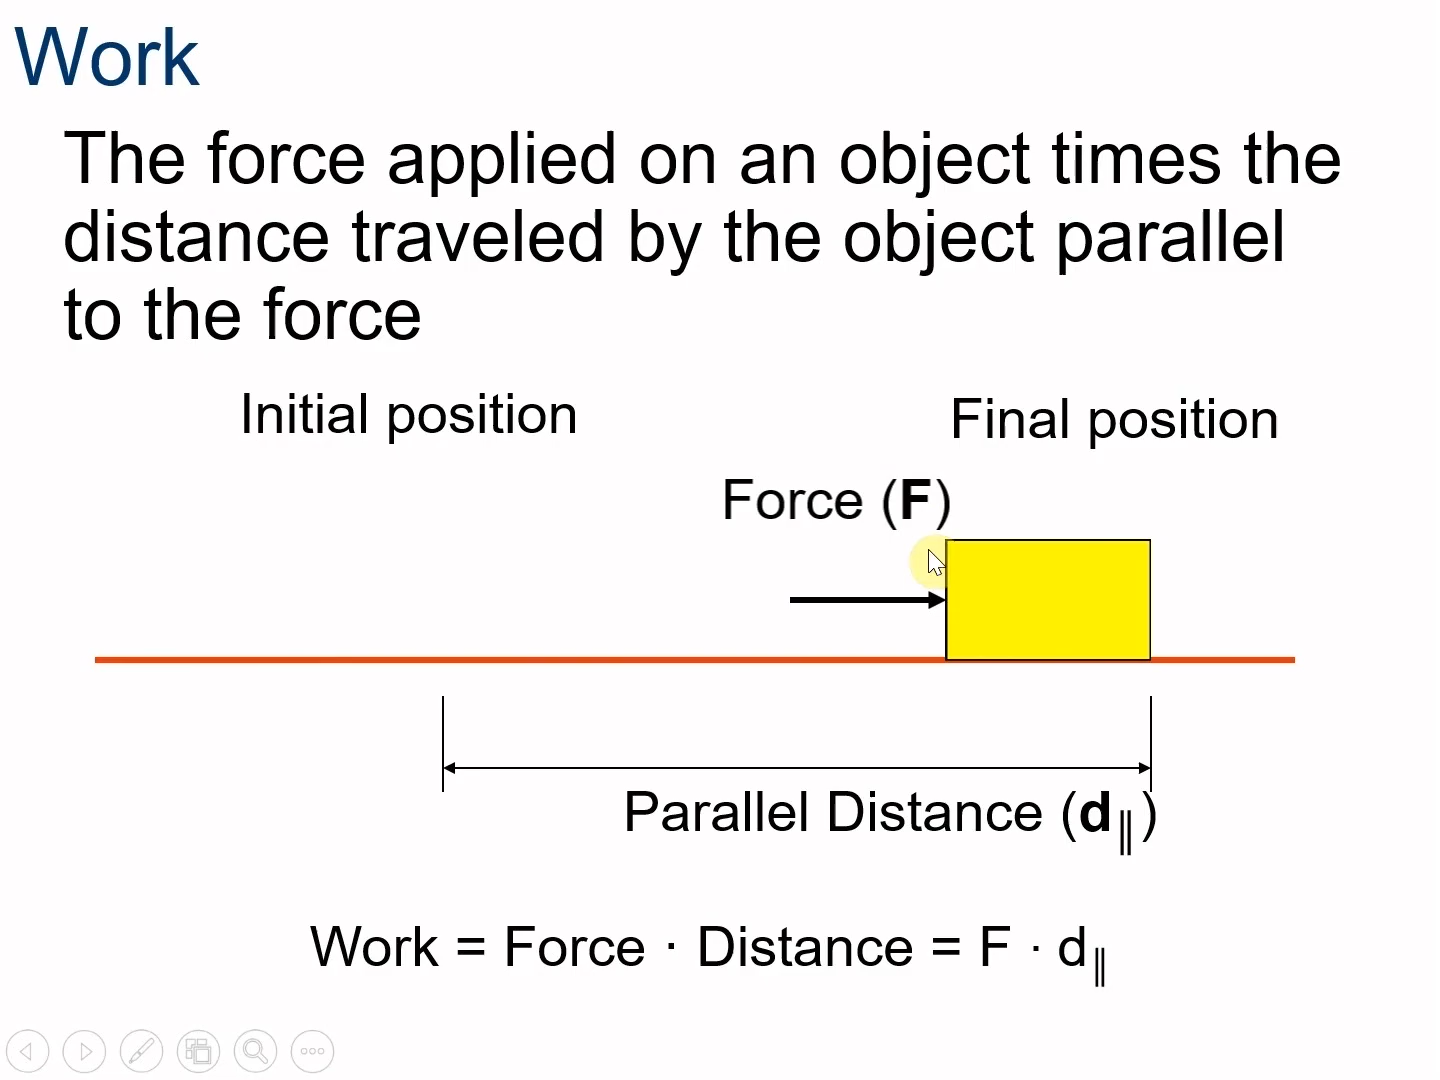 Work
The force applied on an object times the
distance traveled by the object parallel
to the force
Initial position
Final position
Force (F)
Parallel Distance (d∥)
Work = Force · Distance = F · d∥